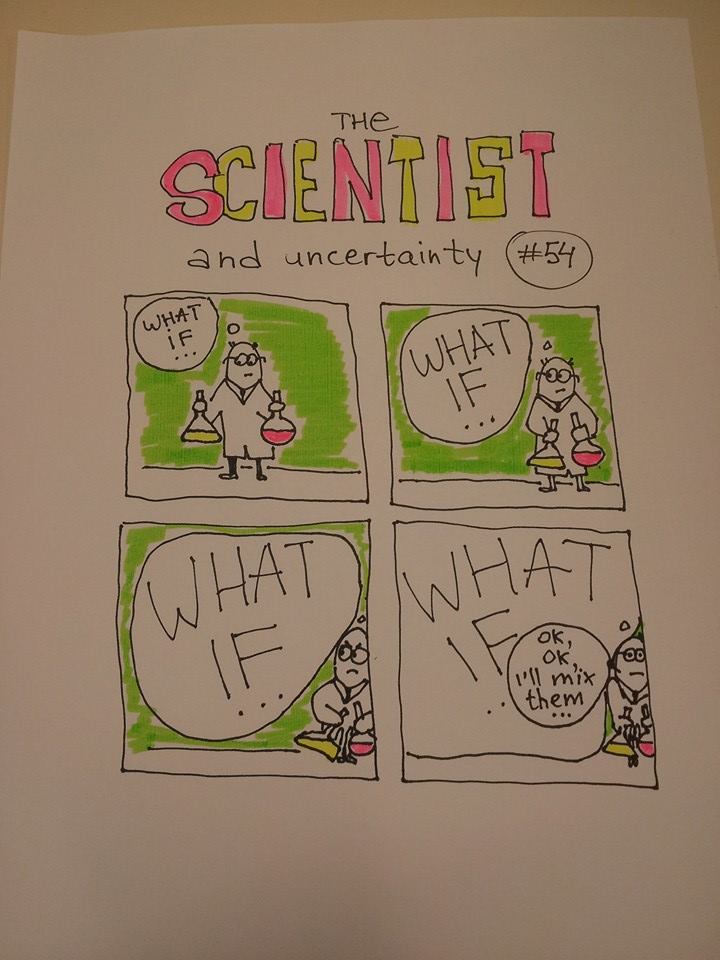 THE
SCIENTIST
and uncertainty #54
WHAT
iF
...
WHAT
IF
...
WHAT
IF
...
WHAT
IF
..
OK,
OK,
I'll mix
them
...